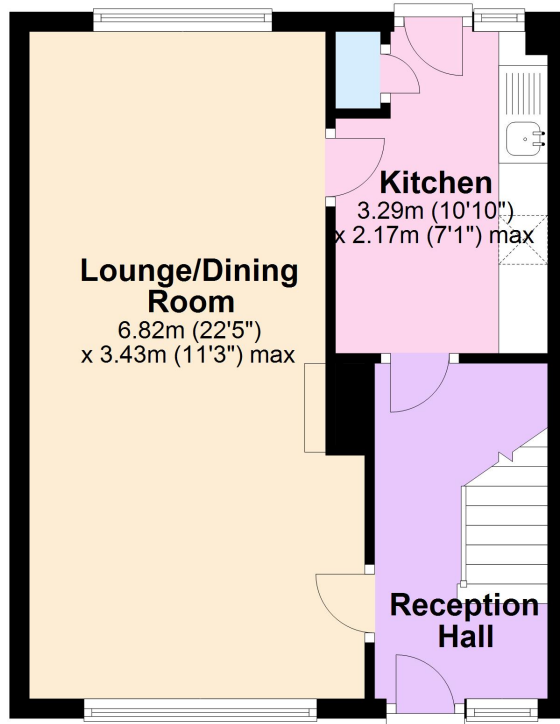 Kitchen
3.29m (10'10")
x 2.17m (7'1") max
Lounge/Dining
Room
6.82m (22'5")
x 3.43m (11'3") max
Reception
Hall